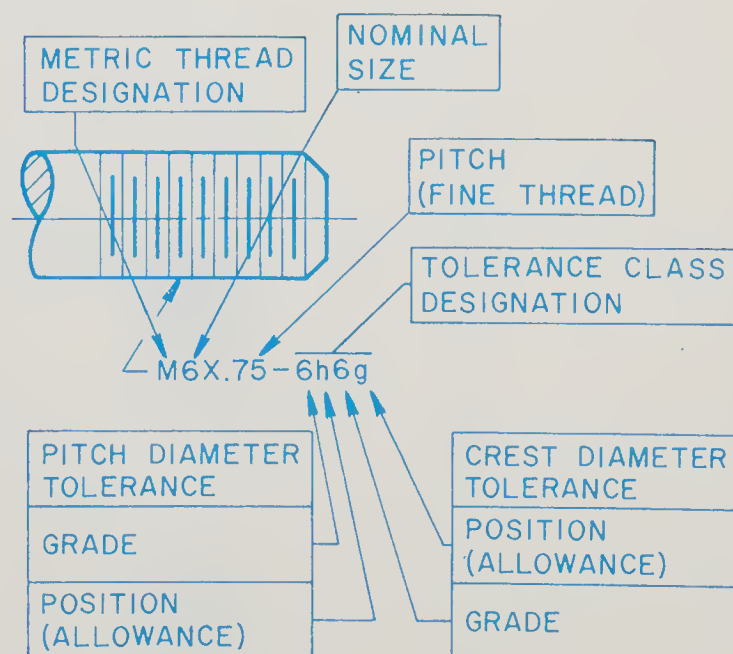 METRIC THREAD
DESIGNATION
NOMINAL
SIZE
PITCH
(FINE THREAD)
TOLERANCE CLASS
DESIGNATION
M6X.75-6h6g
PITCH DIAMETER
TOLERANCE
GRADE
POSITION
(ALLOWANCE)
CREST DIAMETER
TOLERANCE
POSITION
(ALLOWANCE)
GRADE